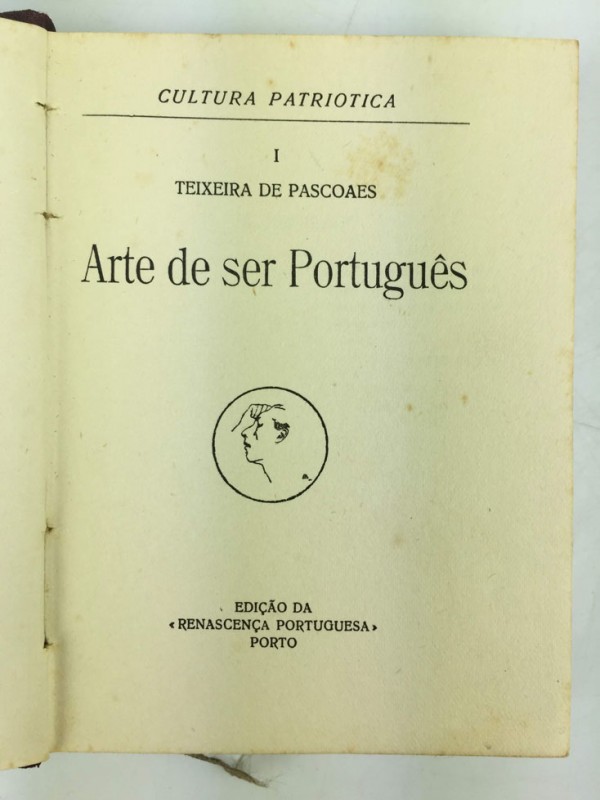 CULTURA PATRIOTICA
I
TEIXEIRA DE PASCOAES
Arte de ser Português
EDIÇÃO DA
«RENASCENÇA PORTUGUESA»
PORTO